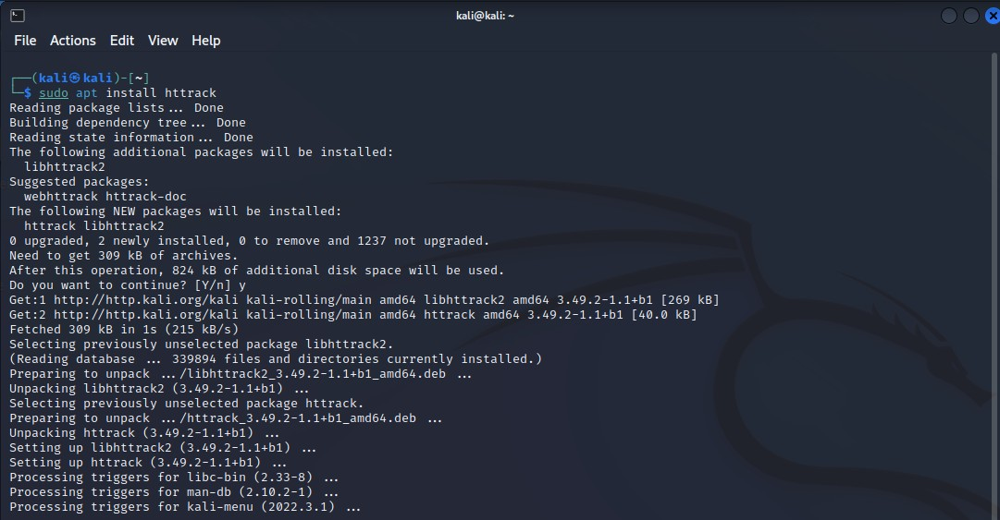 kali@kali: ~
File Actions Edit View Help
┌──(kali㉿kali)-[~]
└─$ sudo apt install httrack
Reading package lists... Done
Building dependency tree... Done
Reading state information... Done
The following additional packages will be installed:
  libhttrack2
Suggested packages:
  webhttrack httrack-doc
The following NEW packages will be installed:
  httrack libhttrack2
0 upgraded, 2 newly installed, 0 to remove and 1237 not upgraded.
Need to get 309 kB of archives.
After this operation, 824 kB of additional disk space will be used.
Do you want to continue? [Y/n] y
Get:1 http://http.kali.org/kali kali-rolling/main amd64 libhttrack2 amd64 3.49.2-1.1+b1 [269 kB]
Get:2 http://http.kali.org/kali kali-rolling/main amd64 httrack amd64 3.49.2-1.1+b1 [40.0 kB]
Fetched 309 kB in 1s (215 kB/s)
Selecting previously unselected package libhttrack2.
(Reading database ... 339894 files and directories currently installed.)
Preparing to unpack .../libhttrack2_3.49.2-1.1+b1_amd64.deb ...
Unpacking libhttrack2 (3.49.2-1.1+b1) ...
Selecting previously unselected package httrack.
Preparing to unpack .../httrack_3.49.2-1.1+b1_amd64.deb ...
Unpacking httrack (3.49.2-1.1+b1) ...
Setting up libhttrack2 (3.49.2-1.1+b1) ...
Setting up httrack (3.49.2-1.1+b1) ...
Processing triggers for libc-bin (2.33-8) ...
Processing triggers for man-db (2.10.2-1) ...
Processing triggers for kali-menu (2022.3.1) ...